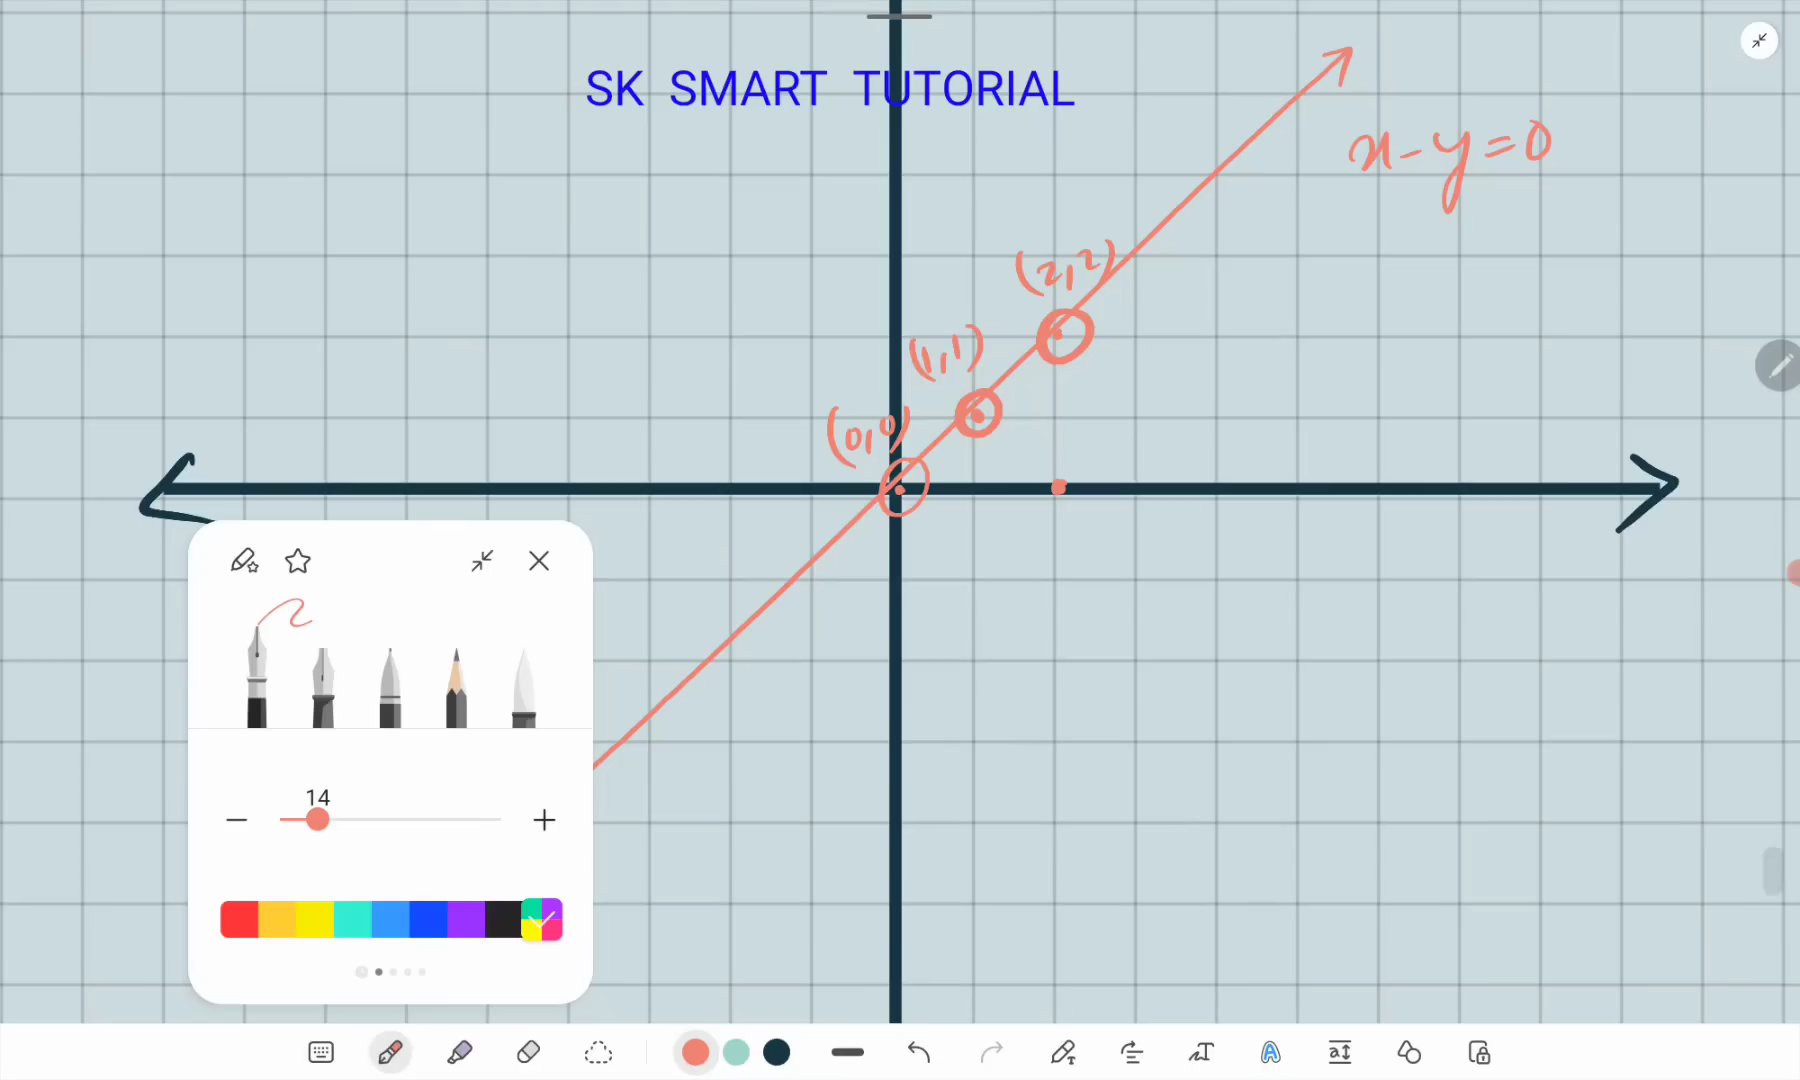 SK SMART TUTORIAL
x-y=0
(2,2)
(1,1)
(0,0)
14